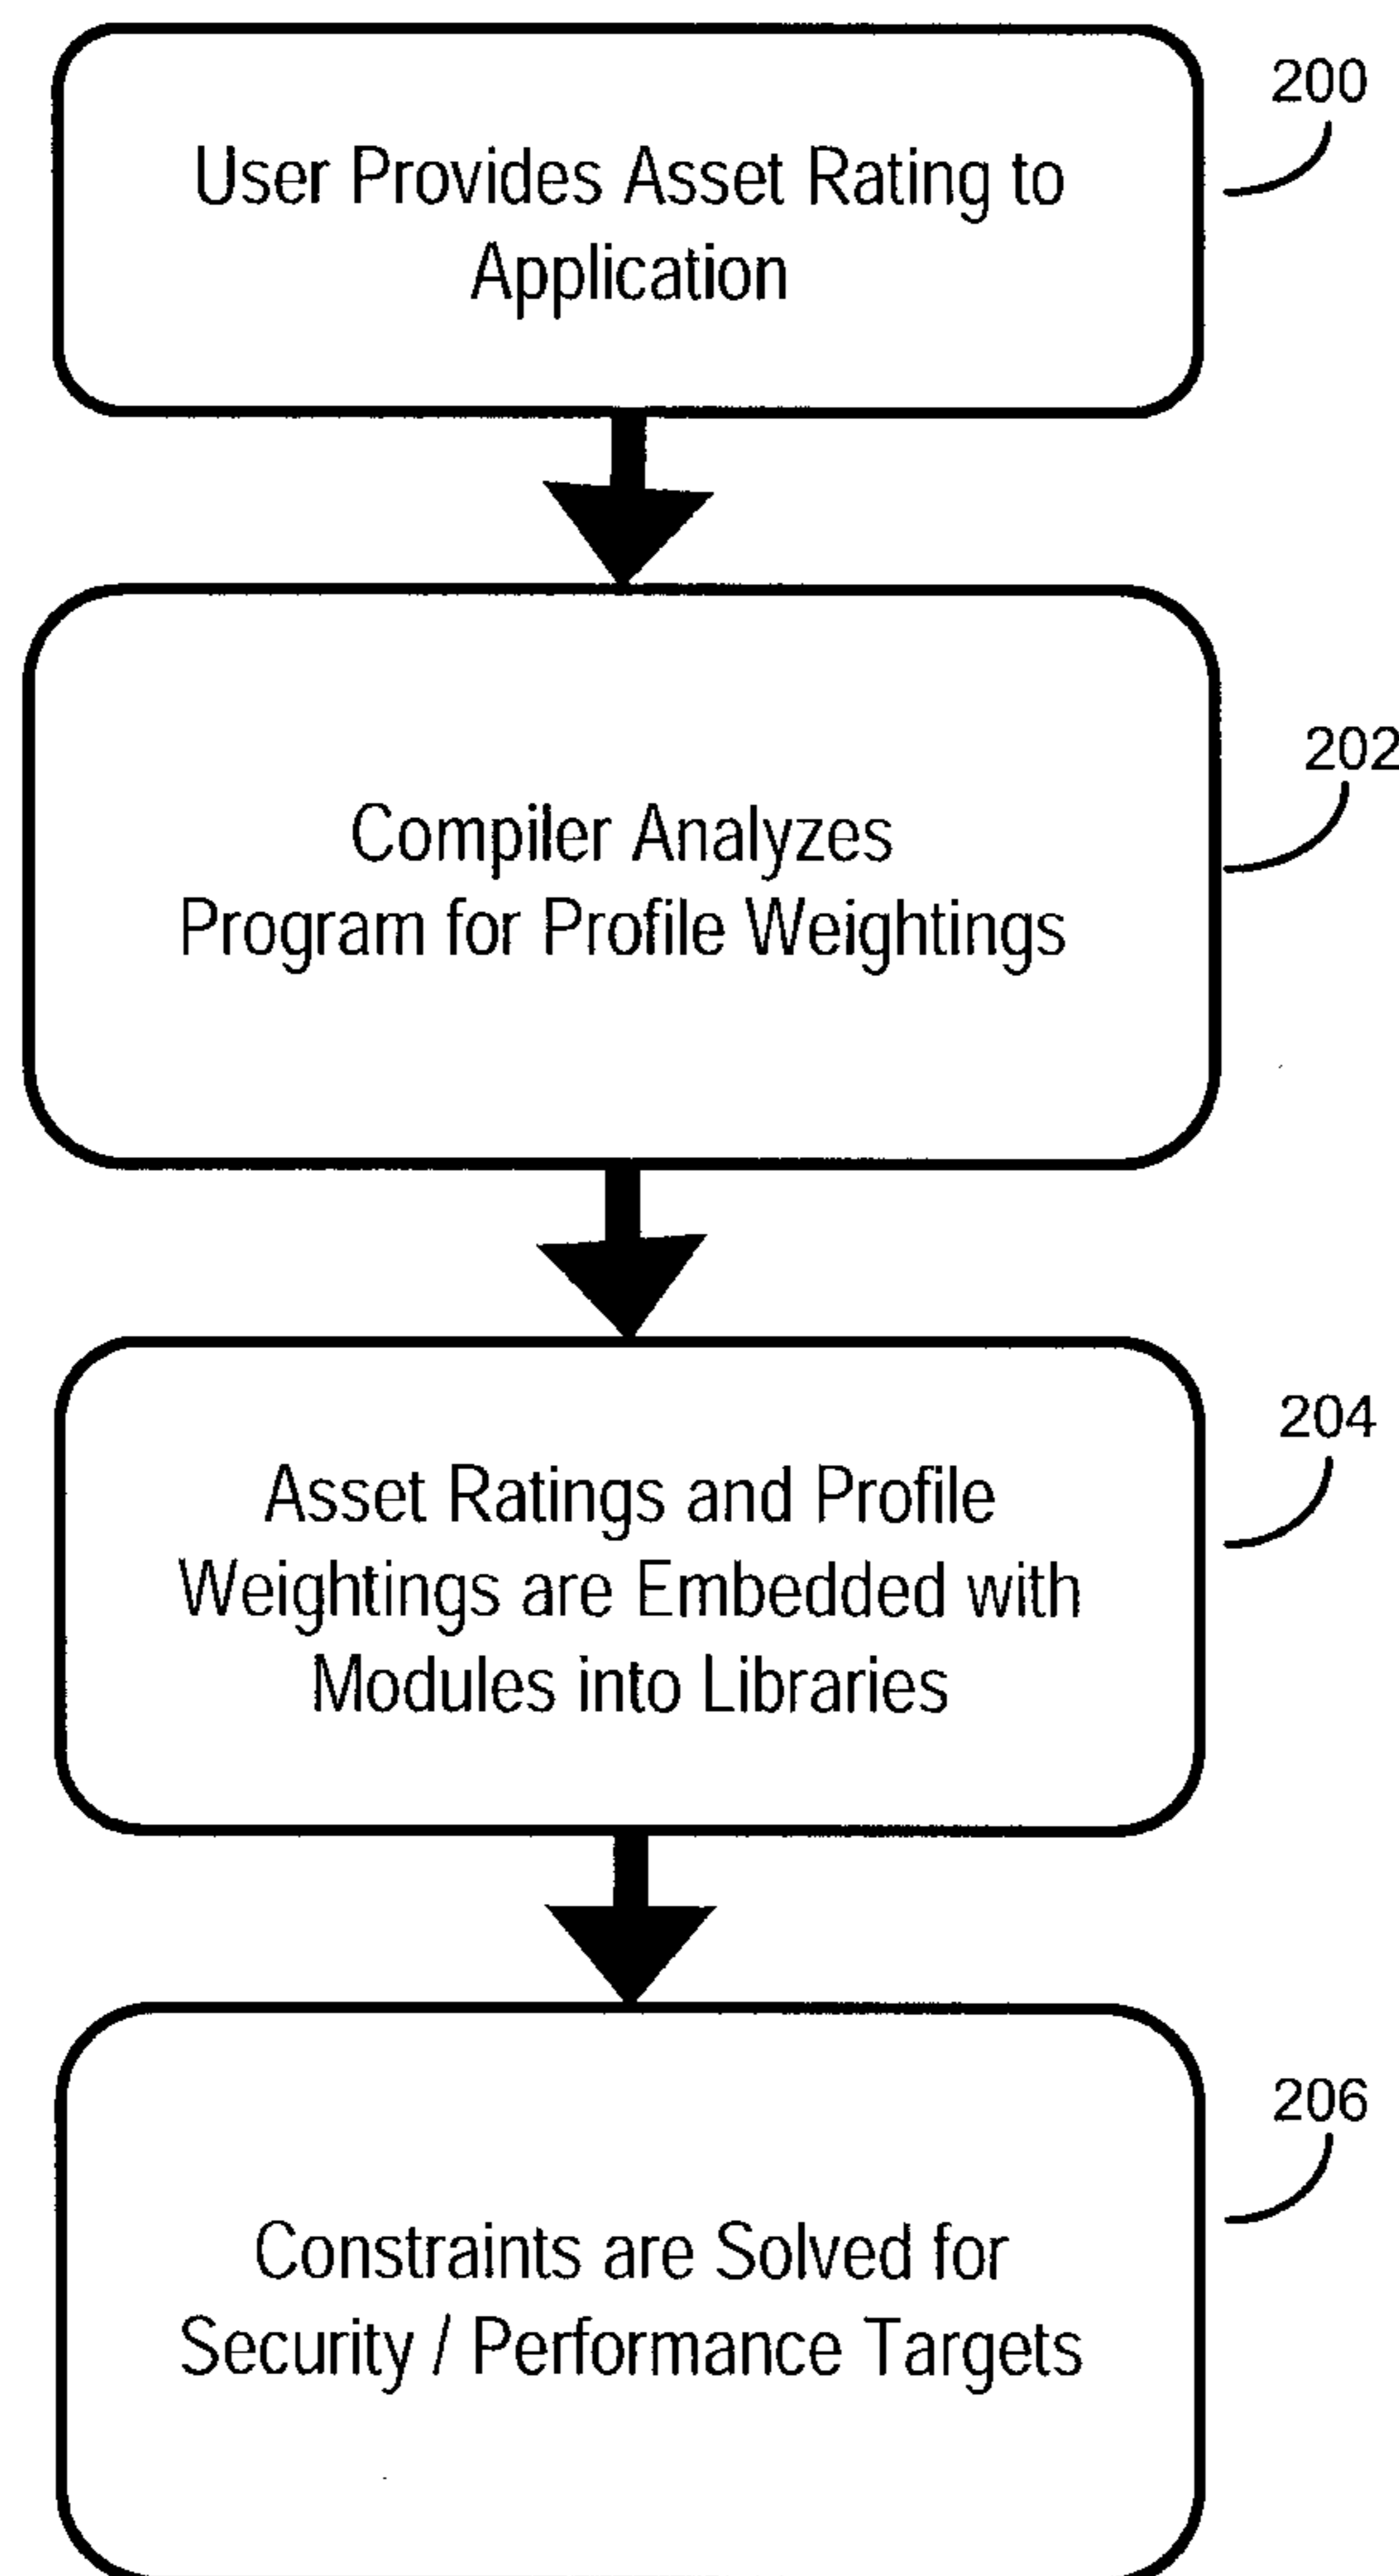 200
User Provides Asset Rating to
Application
202
Compiler Analyzes
Program for Profile Weightings
204
Asset Ratings and Profile
Weightings are Embedded with
Modules into Libraries
206
Constraints are Solved for
Security / Performance Targets